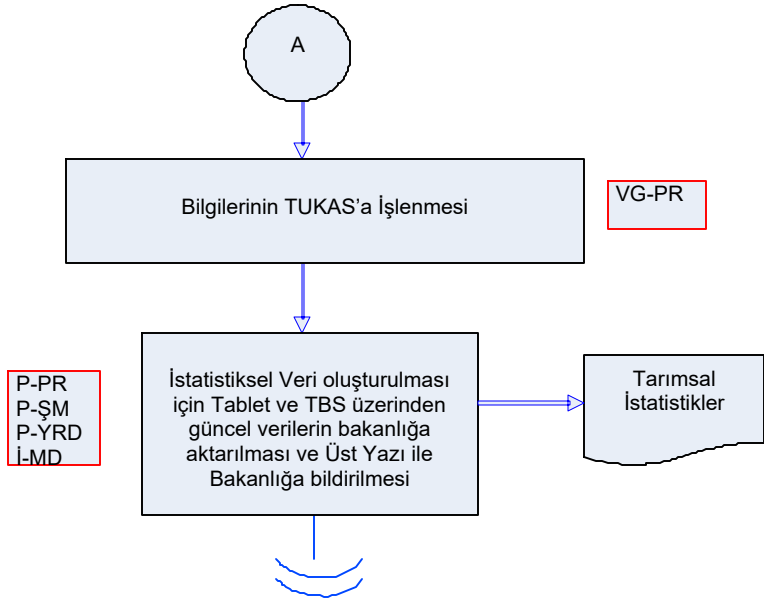 A
Bilgilerinin TUKAS’a İşlenmesi
VG-PR
P-PR
P-ŞM
P-YRD
İ-MD
İstatistiksel Veri oluşturulması
için Tablet ve TBS üzerinden
güncel verilerin bakanlığa
aktarılması ve Üst Yazı ile
Bakanlığa bildirilmesi
Tarımsal
İstatistikler